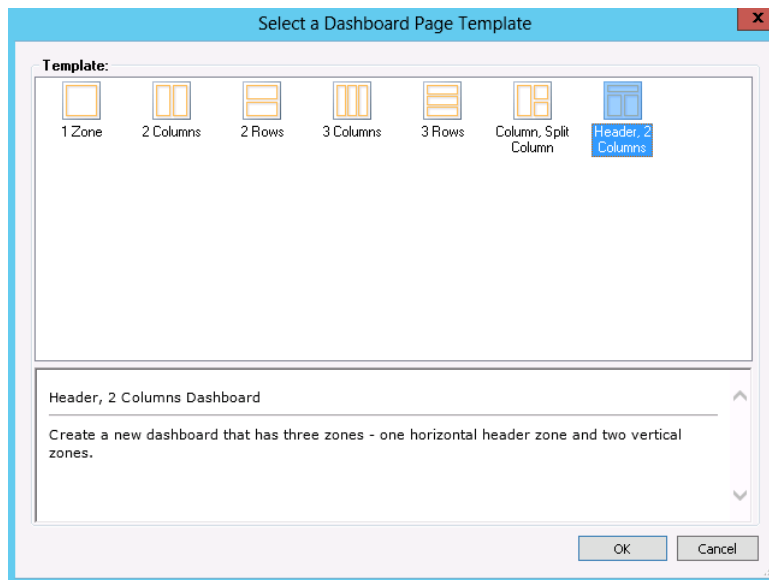 Select a Dashboard Page Template
x
Template:
1 Zone
2 Columns
2 Rows
3 Columns
3 Rows
Column, Split
Column
Header, 2
Columns
Header, 2 Columns Dashboard
Create a new dashboard that has three zones - one horizontal header zone and two vertical
zones.
OK
Cancel